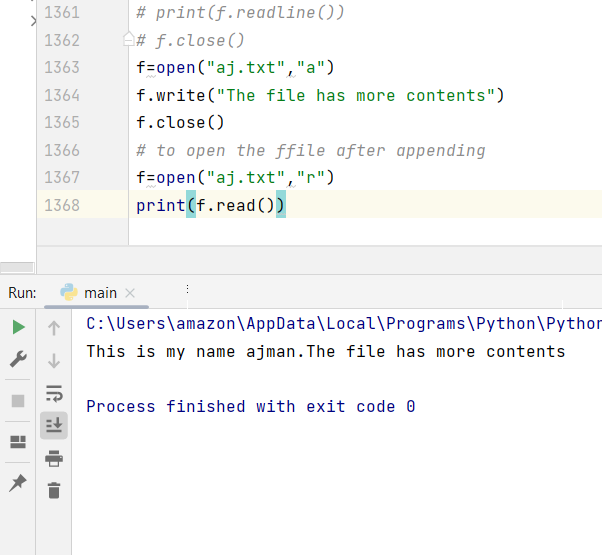 1361 # print(f.readline())
1362 # f.close()
1363 f=open("aj.txt","a")
1364 f.write("The file has more contents")
1365 f.close()
1366 # to open the ffile after appending
1367 f=open("aj.txt","r")
1368 print(f.read())
Run: main
C:\Users\amazon\AppData\Local\Programs\Python\Python
This is my name ajman.The file has more contents
Process finished with exit code 0